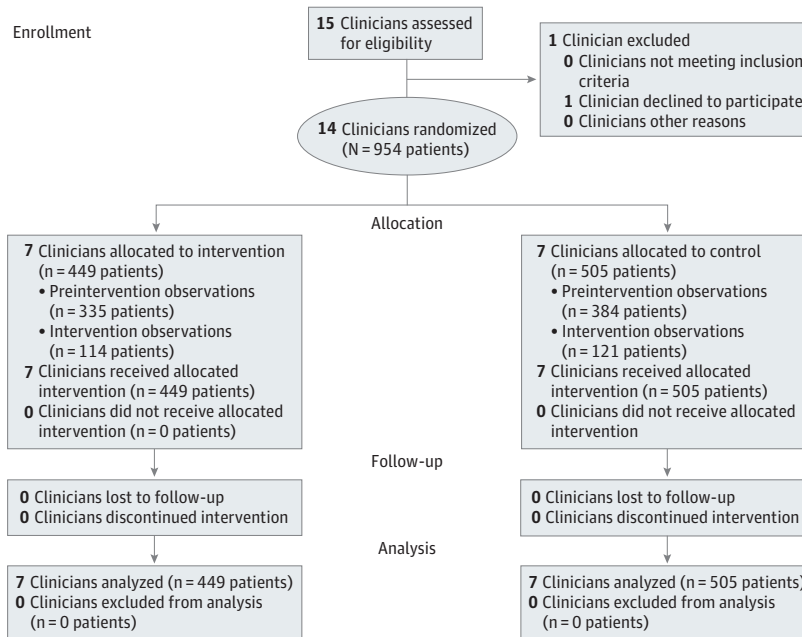 Enrollment
15 Clinicians assessed
for eligibility
1 Clinician excluded
0 Clinicians not meeting inclusion
criteria
1 Clinician declined to participate
0 Clinicians other reasons
14 Clinicians randomized
(N = 954 patients)
Allocation
7 Clinicians allocated to intervention
(n = 449 patients)
• Preintervention observations
(n = 335 patients)
• Intervention observations
(n = 114 patients)
7 Clinicians received allocated
intervention (n = 449 patients)
0 Clinicians did not receive allocated
intervention (n = 0 patients)
7 Clinicians allocated to control
(n = 505 patients)
• Preintervention observations
(n = 384 patients)
• Intervention observations
(n = 121 patients)
7 Clinicians received allocated
intervention (n = 505 patients)
0 Clinicians did not receive allocated
intervention
Follow-up
0 Clinicians lost to follow-up
0 Clinicians discontinued intervention
0 Clinicians lost to follow-up
0 Clinicians discontinued intervention
Analysis
7 Clinicians analyzed (n = 449 patients)
0 Clinicians excluded from analysis
(n = 0 patients)
7 Clinicians analyzed (n = 505 patients)
0 Clinicians excluded from analysis
(n = 0 patients)